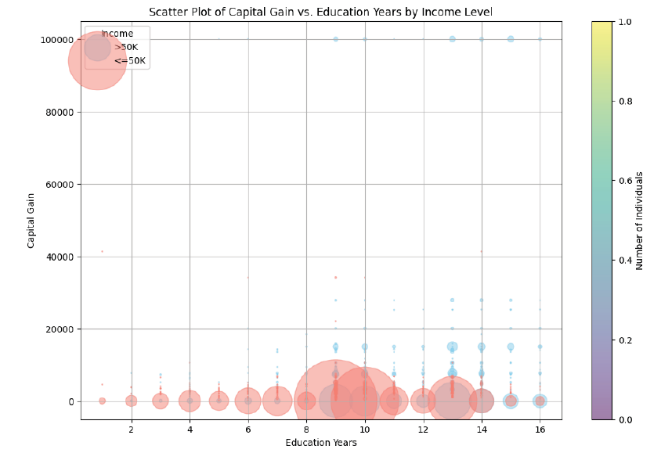 Scatter Plot of Capital Gain vs. Education Years by Income Level
Income
>50K
<=50K
100000
80000
60000
40000
20000
0
Capital Gain
2 4 6 8 10 12 14 16
Education Years
1.0
0.8
0.6
0.4
0.2
0.0
Number of Individuals